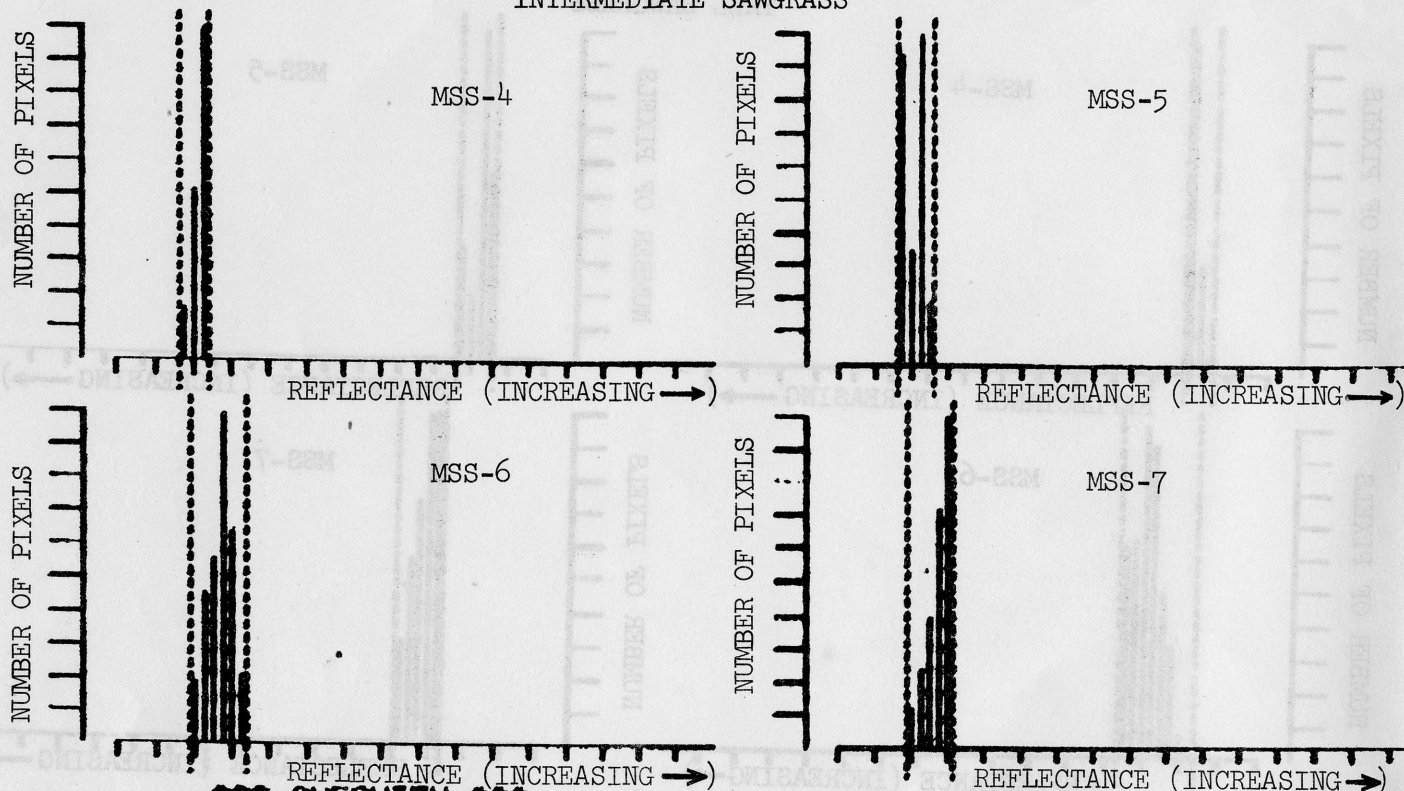 INTERMEDIATE SAWGRASS
NUMBER OF PIXELS
MSS-4
REFLECTANCE (INCREASING→)
NUMBER OF PIXELS
MSS-5
REFLECTANCE (INCREASING→)
NUMBER OF PIXELS
MSS-6
REFLECTANCE (INCREASING→)
NUMBER OF PIXELS
MSS-7
REFLECTANCE (INCREASING→)